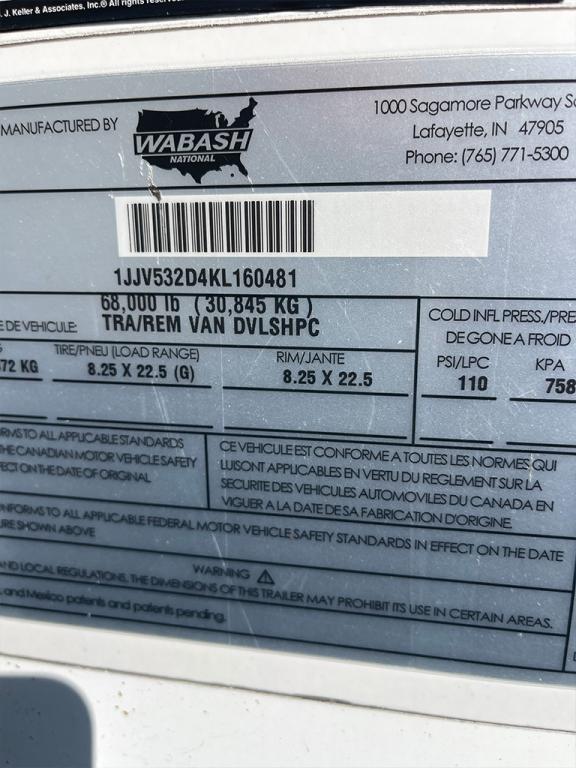 J. Keller & Associates, Inc.® All rights
MANUFACTURED BY
WABASH
NATIONAL
1000 Sagamore Parkway
Lafayette, IN 47905
Phone: (765) 771-5300
1JJV532D4KL160481
68,000 lb ( 30,845 KG )
E DE VEHICULE: TRA/REM VAN DVLSHPC
COLD INFL PRESS./PRE
DE GONE A FROID
TIRE/PNEU (LOAD RANGE) RIM/JANTE PSI/LPC KPA
72 KG 8.25 X 22.5 (G) 8.25 X 22.5 110 758
RMS TO ALL APPLICABLE STANDARDS
THE CANADIAN MOTOR VEHICLE SAFETY
FECT ON THE DATE OF ORIGINAL
CE VEHICULE EST CONFORME A TOUTES LES NORMES QUI
LUISONT APPLICABLES EN VERTU DU REGLEMENT SUR LA
SECURITE DES VEHICULES AUTOMOVILES DU CANADA EN
VIGUER A LA DATE DE SA FABRICATION D'ORIGINE.
NFORMS TO ALL APPLICABLE FEDERAL MOTOR VEHICLE SAFETY STANDARDS IN EFFECT ON THE DATE
URE SHOWN ABOVE
WARNING
AND LOCAL REGULATIONS, THE DIMENSIONS OF THIS TRAILER MAY PROHIBIT ITS USE IN CERTAIN AREAS.
and Mexico patents and patents pending.